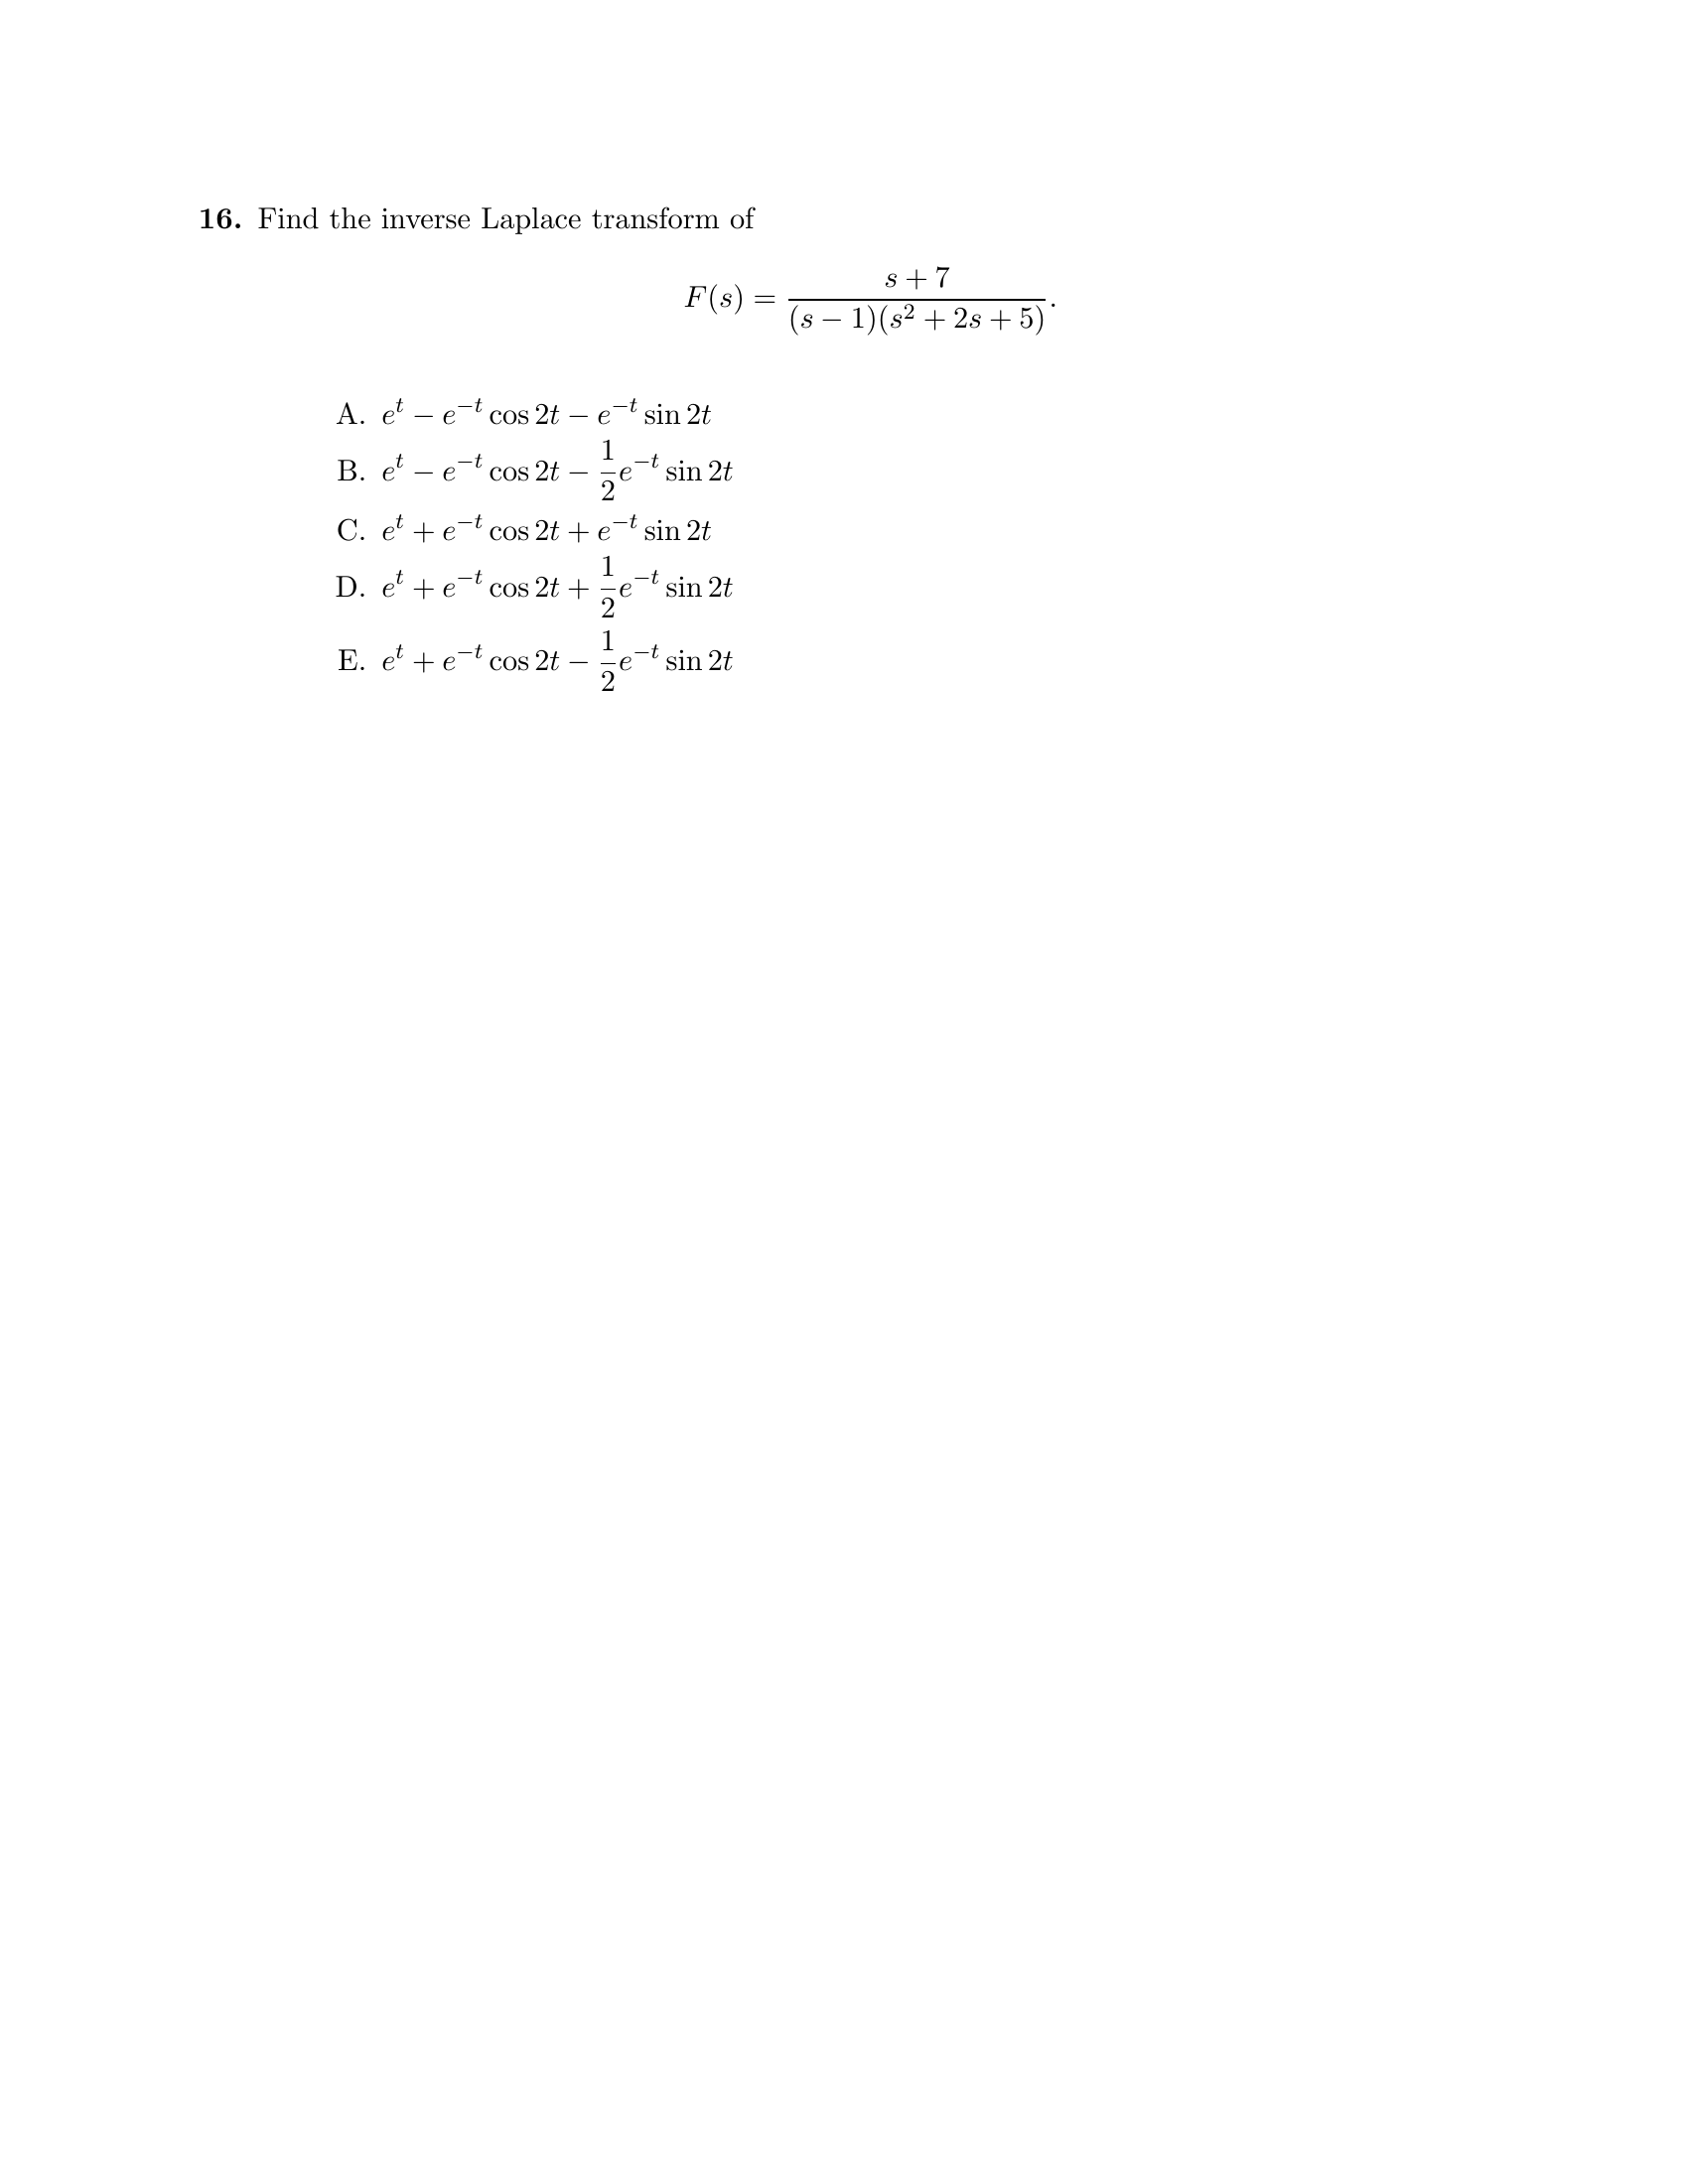 16. Find the inverse Laplace transform of
F(s) = \frac{s + 7}{(s − 1)(s^2 + 2s + 5)}.
A. e^t − e^{−t} cos 2t − e^{−t} sin 2t
B. e^t − e^{−t} cos 2t − \frac{1}{2}e^{−t} sin 2t
C. e^t + e^{−t} cos 2t + e^{−t} sin 2t
D. e^t + e^{−t} cos 2t + \frac{1}{2}e^{−t} sin 2t
E. e^t + e^{−t} cos 2t − \frac{1}{2}e^{−t} sin 2t